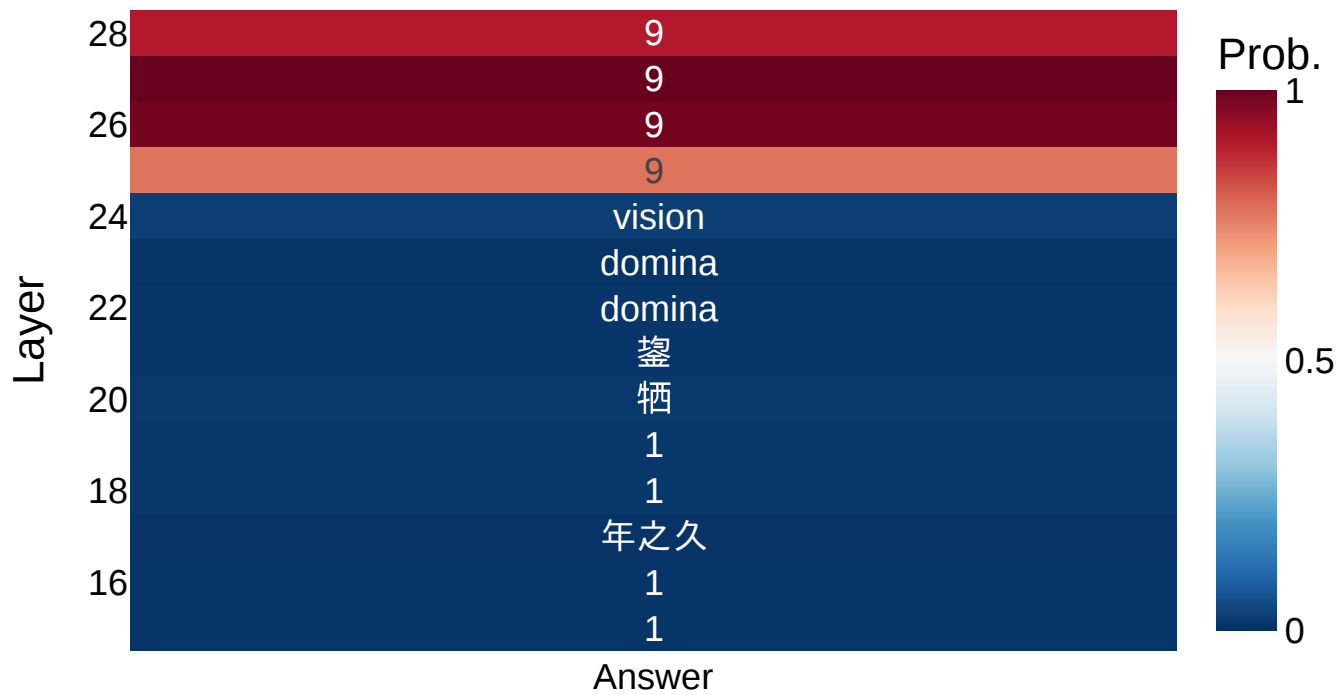 28
9
Prob.
9
1
26
9
9
24
vision
domina
22
domina
Layer
鋆
0.5
20
牺
1
18
1
年之久
16
1
1
0
Answer